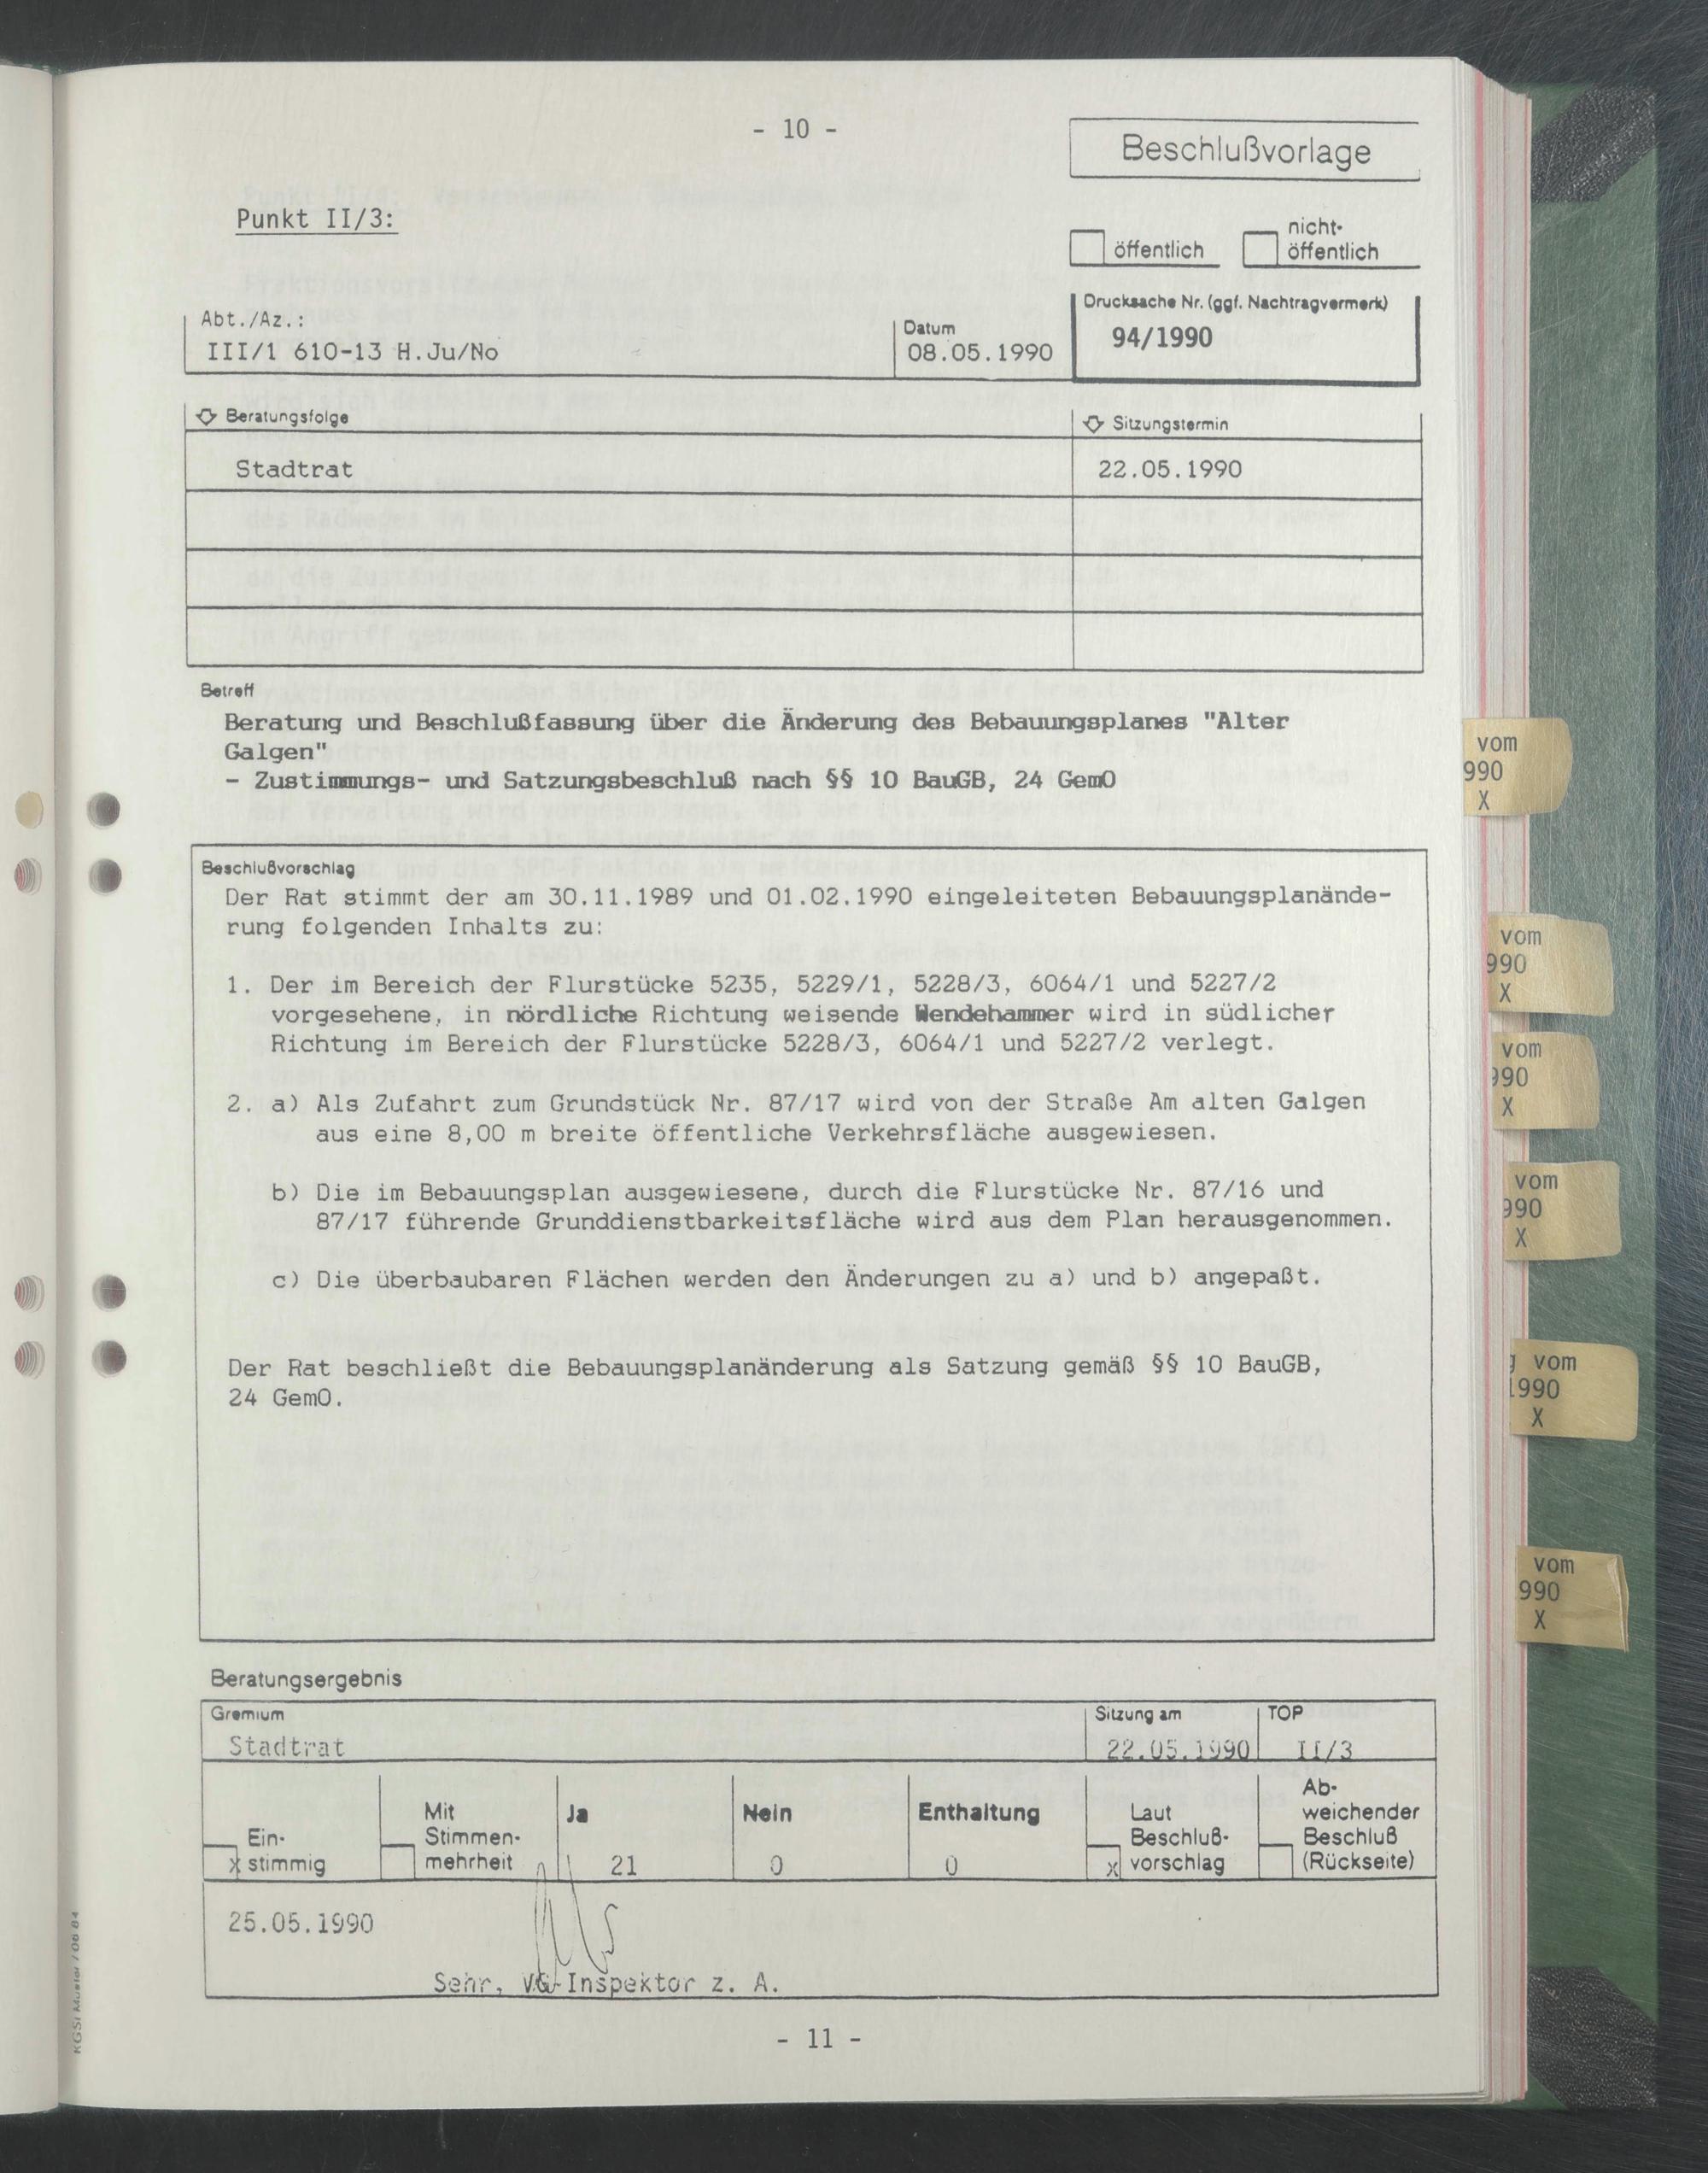 - 10 -
Beschlußvorlage
Punkt II/3:
öffentlich
nicht-
öffentlich
Abt./Az.:
III/1 610-13 H.Ju/No
Datum
08.05.1990
Drucksache Nr. (ggf. Nachtragvermerk)
94/1990
Beratungsfolge
Sitzungstermin
Stadtrat
22.05.1990
Betreff
Beratung und Beschlußfassung über die Änderung des Bebauungsplanes "Alter
Galgen"
- Zustimmungs- und Satzungsbeschluß nach §§ 10 BauGB, 24 GemO
Beschlußvorschlag
Der Rat stimmt der am 30.11.1989 und 01.02.1990 eingeleiteten Bebauungsplanände-
rung folgenden Inhalts zu:
1. Der im Bereich der Flurstücke 5235, 5229/1, 5228/3, 6064/1 und 5227/2
vorgesehene, in nördliche Richtung weisende Wendehammer wird in südlicher
Richtung im Bereich der Flurstücke 5228/3, 6064/1 und 5227/2 verlegt.
2. a) Als Zufahrt zum Grundstück Nr. 87/17 wird von der Straße Am alten Galgen
aus eine 8,00 m breite öffentliche Verkehrsfläche ausgewiesen.
b) Die im Bebauungsplan ausgewiesene, durch die Flurstücke Nr. 87/16 und
87/17 führende Grunddienstbarkeitsfläche wird aus dem Plan herausgenommen.
c) Die überbaubaren Flächen werden den Änderungen zu a) und b) angepaßt.
Der Rat beschließt die Bebauungsplanänderung als Satzung gemäß §§ 10 BauGB,
24 GemO.
Beratungsergebnis
Gremium
Stadtrat
Sitzung am
22.05.1990
TOP
II/3
Ein-
x stimmig
Mit
Stimmen-
mehrheit
Ja
21
Nein
0
Enthaltung
0
Laut
Beschluß-
x vorschlag
Ab-
weichender
Beschluß
(Rückseite)
25.05.1990
Sehr, VG-Inspektor z. A.
- 11 -
vom
990
X
vom
990
X
vom
990
X
vom
990
X
g vom
1990
X
vom
990
X